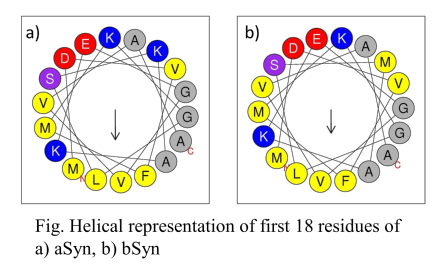 a)
E K A K
D V
S G
V G
M A C
K A
M L V F
b)
D E K A M
S V
V G
M G
K A C
M L V F A
Fig. Helical representation of first 18 residues of
a) aSyn, b) bSyn